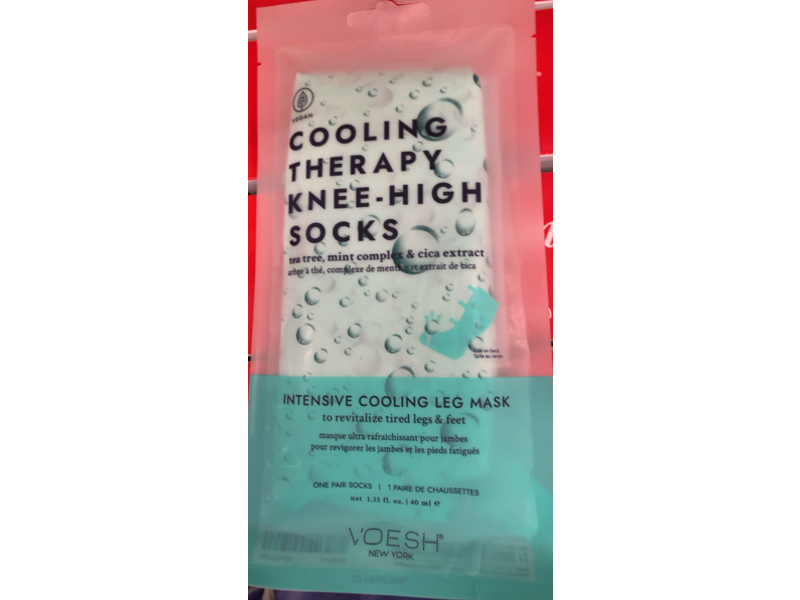 VEGAN
COOLING
THERAPY
KNEE-HIGH
SOCKS
tea tree, mint complex & cica extract
arbre à thé, complexe de menthe et extrait de cica
INTENSIVE COOLING LEG MASK
to revitalize tired legs & feet
masque ultra rafraîchissant pour jambes
pour revigorer les jambes et les pieds fatigués
ONE PAIR SOCKS | 1 PAIRE DE CHAUSSETTES
net 1.35 fl. oz. | 40 ml e
VOESH®
NEW YORK